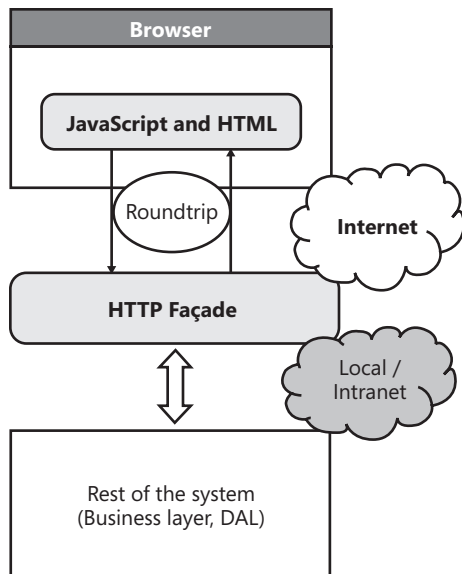 Browser
JavaScript and HTML
Roundtrip
Internet
HTTP Façade
Local /
Intranet
Rest of the system
(Business layer, DAL)